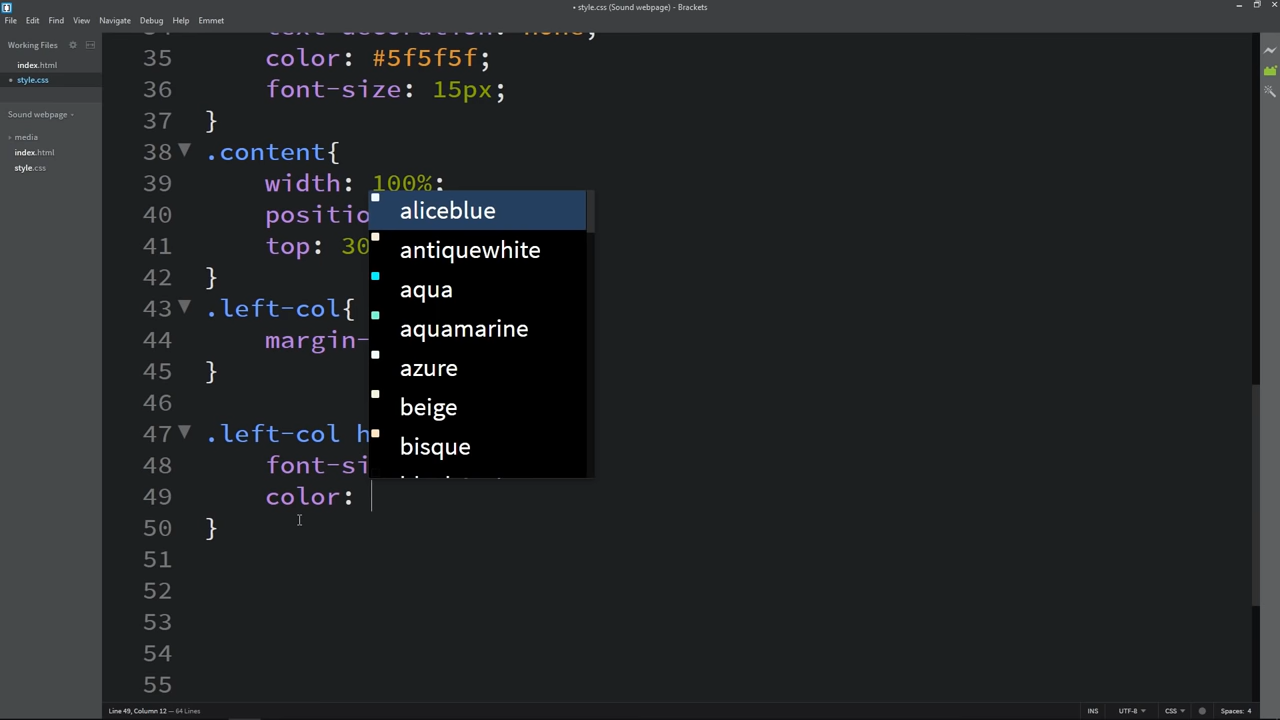 • style.css (Sound webpage) - Brackets
File Edit Find View Navigate Debug Help Emmet
Working Files
index.html
• style.css
Sound webpage
media
index.html
style.css
35 color: #5f5f5f;
36 font-size: 15px;
37 }
38 .content{
39 width: 100%;
40 positio
41 top: 30
42 }
43 .left-col{
44 margin-
45 }
46
47 .left-col h
48 font-si
49 color:
50 }
51
52
53
54
55
aliceblue
antiquewhite
aqua
aquamarine
azure
beige
bisque
Line 49, Column 12 — 64 Lines
INS UTF-8 CSS Spaces: 4